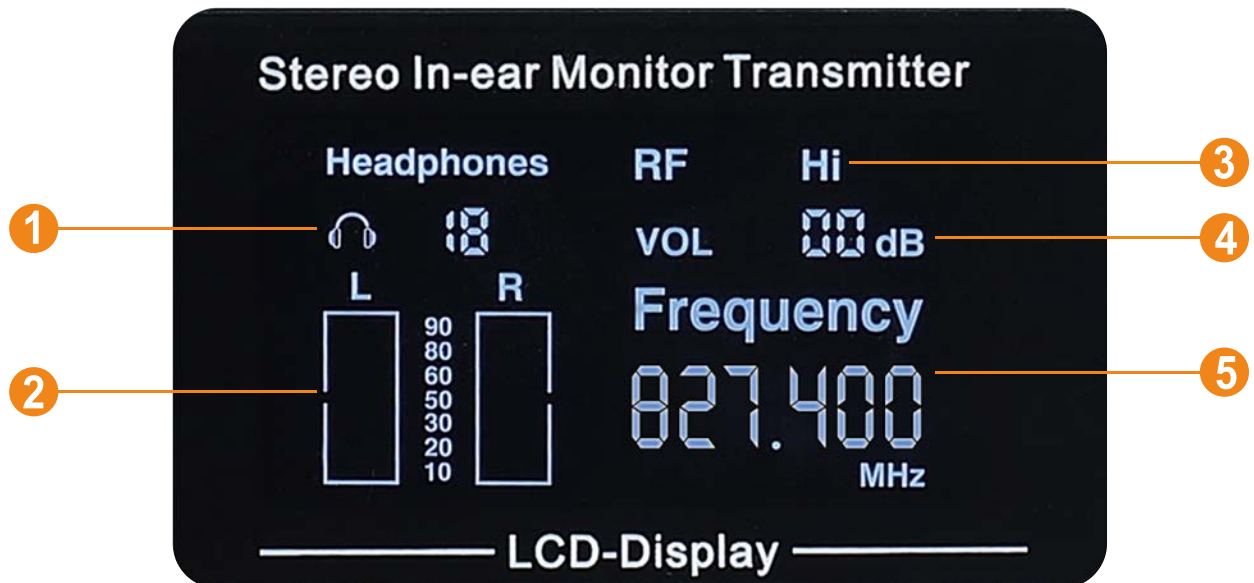 Stereo In-ear Monitor Transmitter
Headphones
18
L R
90
80
60
50
30
20
10
RF Hi
VOL 00 dB
Frequency
827.400
MHz
LCD-Display
1
2
3
4
5